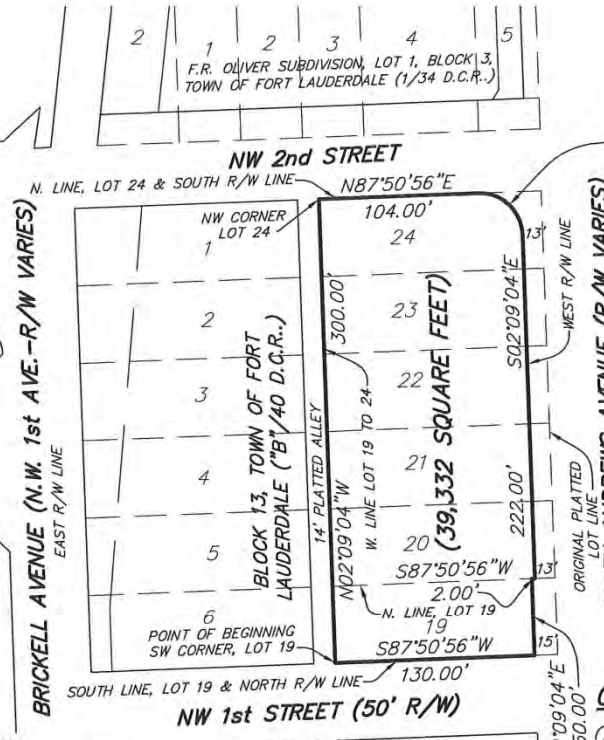 2
1
2
3
4
5
F.R. OLIVER SUBDIVISION, LOT 1, BLOCK 3,
TOWN OF FORT LAUDERDALE (1/34 D.C.R.)
NW 2nd STREET
N. LINE, LOT 24 & SOUTH R/W LINE
N87°50'56"E
104.00'
NW CORNER
LOT 24
1
24
13'
2
23
3
22
4
21
5
20
6
19
BRICKELL AVENUE (N.W. 1st AVE.-R/W VARIES)
EAST R/W LINE
BLOCK 13, TOWN OF FORT
LAUDERDALE ("B"/40 D.C.R.)
14' PLATTED ALLEY
300.00'
N02°09'04"W
W. LINE LOT 19 TO 24
(39,332 SQUARE FEET)
S02°09'04"E
222.00'
WEST R/W LINE
ORIGINAL PLATTED
LOT LINE
AVENUE (R/W VARIES)
S87°50'56"W
2.00'
13'
N. LINE, LOT 19
POINT OF BEGINNING
SW CORNER, LOT 19
S87°50'56"W
15'
130.00'
SOUTH LINE, LOT 19 & NORTH R/W LINE
NW 1st STREET (50' R/W)
°09'04"E
50.00'